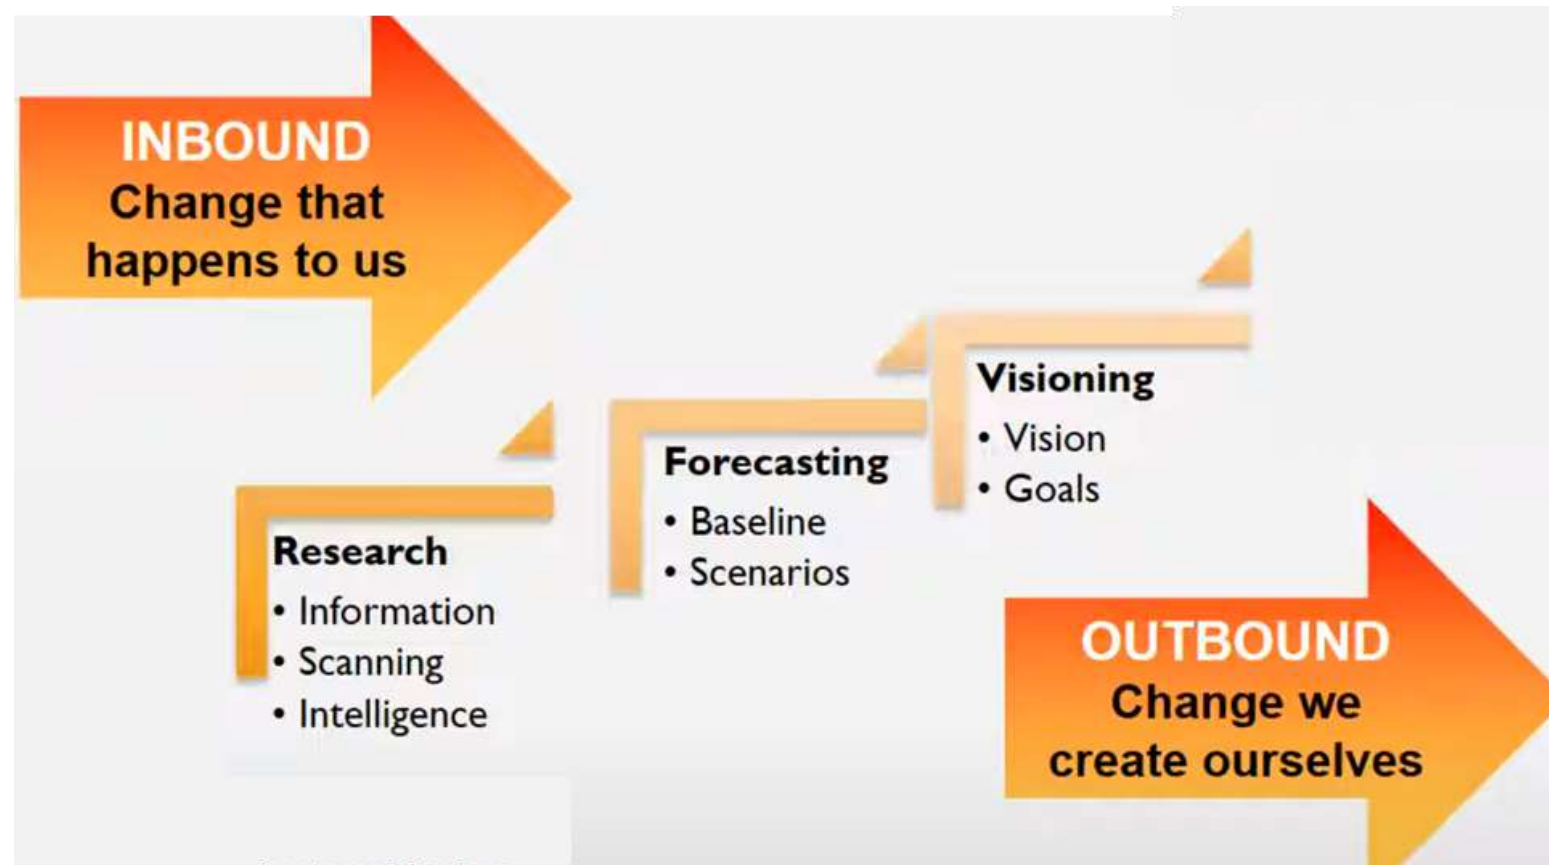 INBOUND
Change that
happens to us
Research
• Information
• Scanning
• Intelligence
Forecasting
• Baseline
• Scenarios
Visioning
• Vision
• Goals
OUTBOUND
Change we
create ourselves